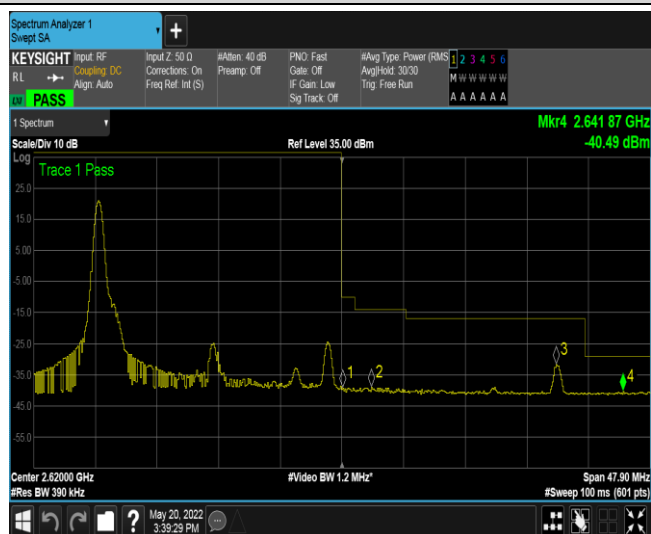 Spectrum Analyzer 1
Swept SA
KEYSIGHT
RL
LXI PASS
Input: RF
Coupling: DC
Align: Auto
Input Z: 50 Ω
Corrections: On
Freq Ref: Int (S)
#Atten: 40 dB
Preamp: Off
PNO: Fast
Gate: Off
IF Gain: Low
Sig Track: Off
#Avg Type: Power (RMS
Avg|Hold: 30/30
Trig: Free Run
1 2 3 4 5 6
M W W W W W
A A A A A A
1 Spectrum
Mkr4 2.641 87 GHz
Scale/Div 10 dB
Ref Level 35.00 dBm
-40.49 dBm
Log
Trace 1 Pass
25.0
15.0
5.00
-5.00
-15.0
-25.0
-35.0
-45.0
-55.0
1
2
3
4
Center 2.62000 GHz
#Video BW 1.2 MHz*
Span 47.90 MHz
#Res BW 390 kHz
#Sweep 100 ms (601 pts)
May 20, 2022
3:39:29 PM